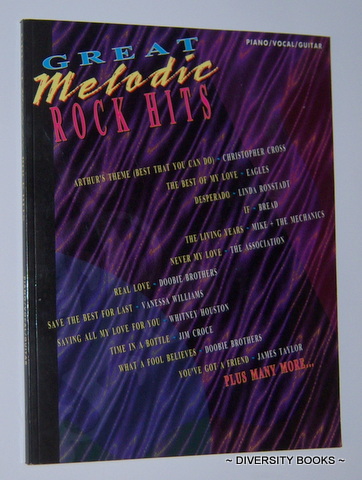 PIANO/VOCAL/GUITAR
GREAT
Melodic
ROCK HITS
ARTHUR'S THEME (BEST THAT YOU CAN DO) - CHRISTOPHER CROSS
THE BEST OF MY LOVE - EAGLES
DESPERADO - LINDA RONSTADT
IF - BREAD
THE LIVING YEARS - MIKE + THE MECHANICS
NEVER MY LOVE - THE ASSOCIATION
REAL LOVE - DOOBIE BROTHERS
SAVE THE BEST FOR LAST - VANESSA WILLIAMS
SAVING ALL MY LOVE FOR YOU - WHITNEY HOUSTON
TIME IN A BOTTLE - JIM CROCE
WHAT A FOOL BELIEVES - DOOBIE BROTHERS
YOU'VE GOT A FRIEND - JAMES TAYLOR
PLUS MANY MORE...
~ DIVERSITY BOOKS ~